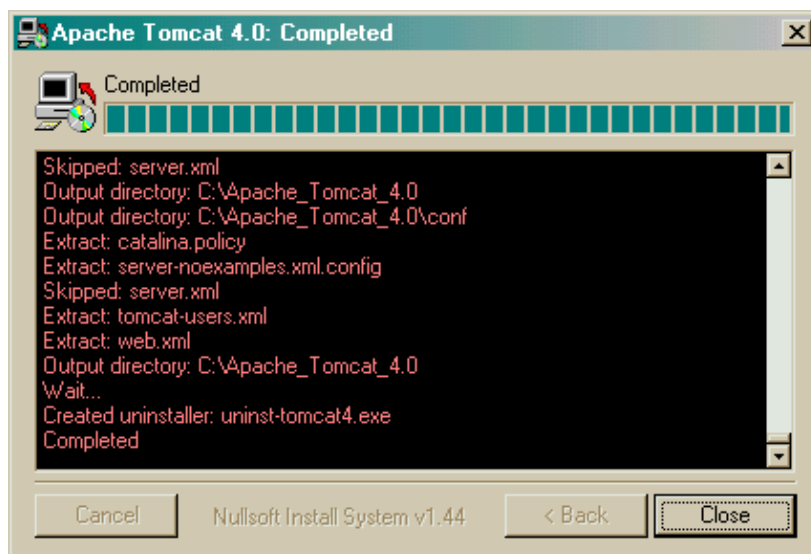 Apache Tomcat 4.0: Completed
Completed
Skipped: server.xml
Output directory: C:\Apache_Tomcat_4.0
Output directory: C:\Apache_Tomcat_4.0\conf
Extract: catalina.policy
Extract: server-noexamples.xml.config
Skipped: server.xml
Extract: tomcat-users.xml
Extract: web.xml
Output directory: C:\Apache_Tomcat_4.0
Wait...
Created uninstaller: uninst-tomcat4.exe
Completed
Cancel Nullsoft Install System v1.44 < Back Close